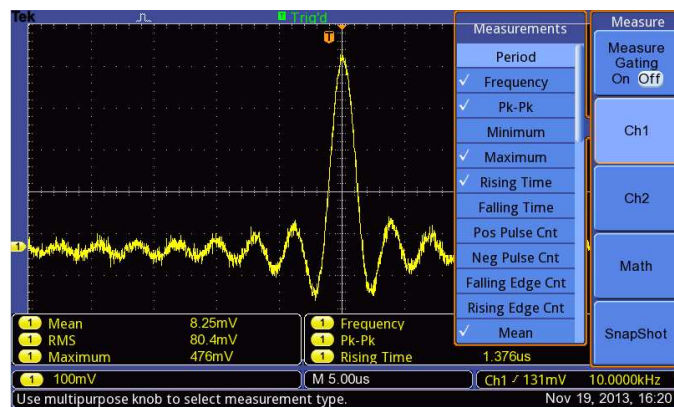 Tek
Trig'd
T
Measurements
Period
Frequency
Pk-Pk
Minimum
Maximum
Rising Time
Falling Time
Pos Pulse Cnt
Neg Pulse Cnt
Falling Edge Cnt
Rising Edge Cnt
Mean
Measure
Measure
Gating
On Off
Ch1
Ch2
Math
SnapShot
1
1 Mean 8.25mV
1 RMS 80.4mV
1 Maximum 476mV
1 Frequency
1 Pk-Pk
1 Rising Time 1.376us
1 100mV
M 5.00us
Ch1 131mV 10.0000kHz
Use multipurpose knob to select measurement type.
Nov 19, 2013, 16:20